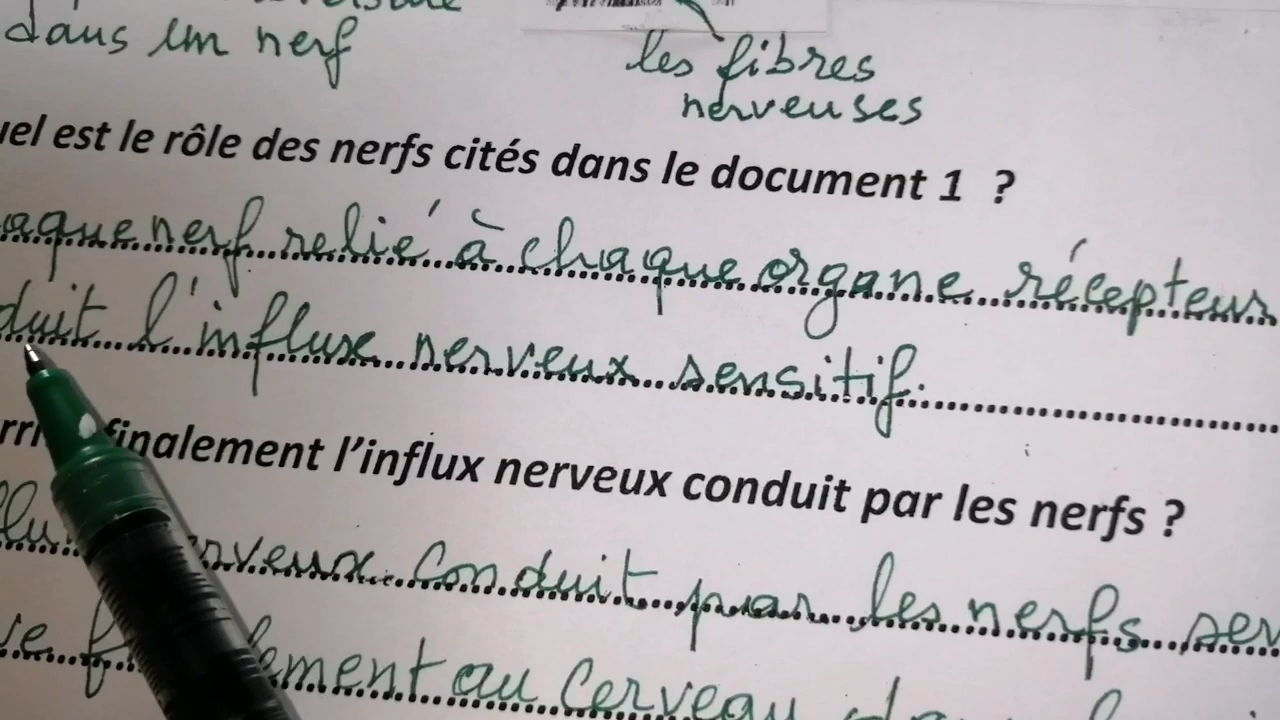 dans un nerf
les fibres
nerveuses
uel est le rôle des nerfs cités dans le document 1 ?
aque nerf relié à chaque organe récepteur
duit l'influx nerveux sensitif.
finalement l'influx nerveux conduit par les nerfs ?
conduit par les nerfs
au cerveau